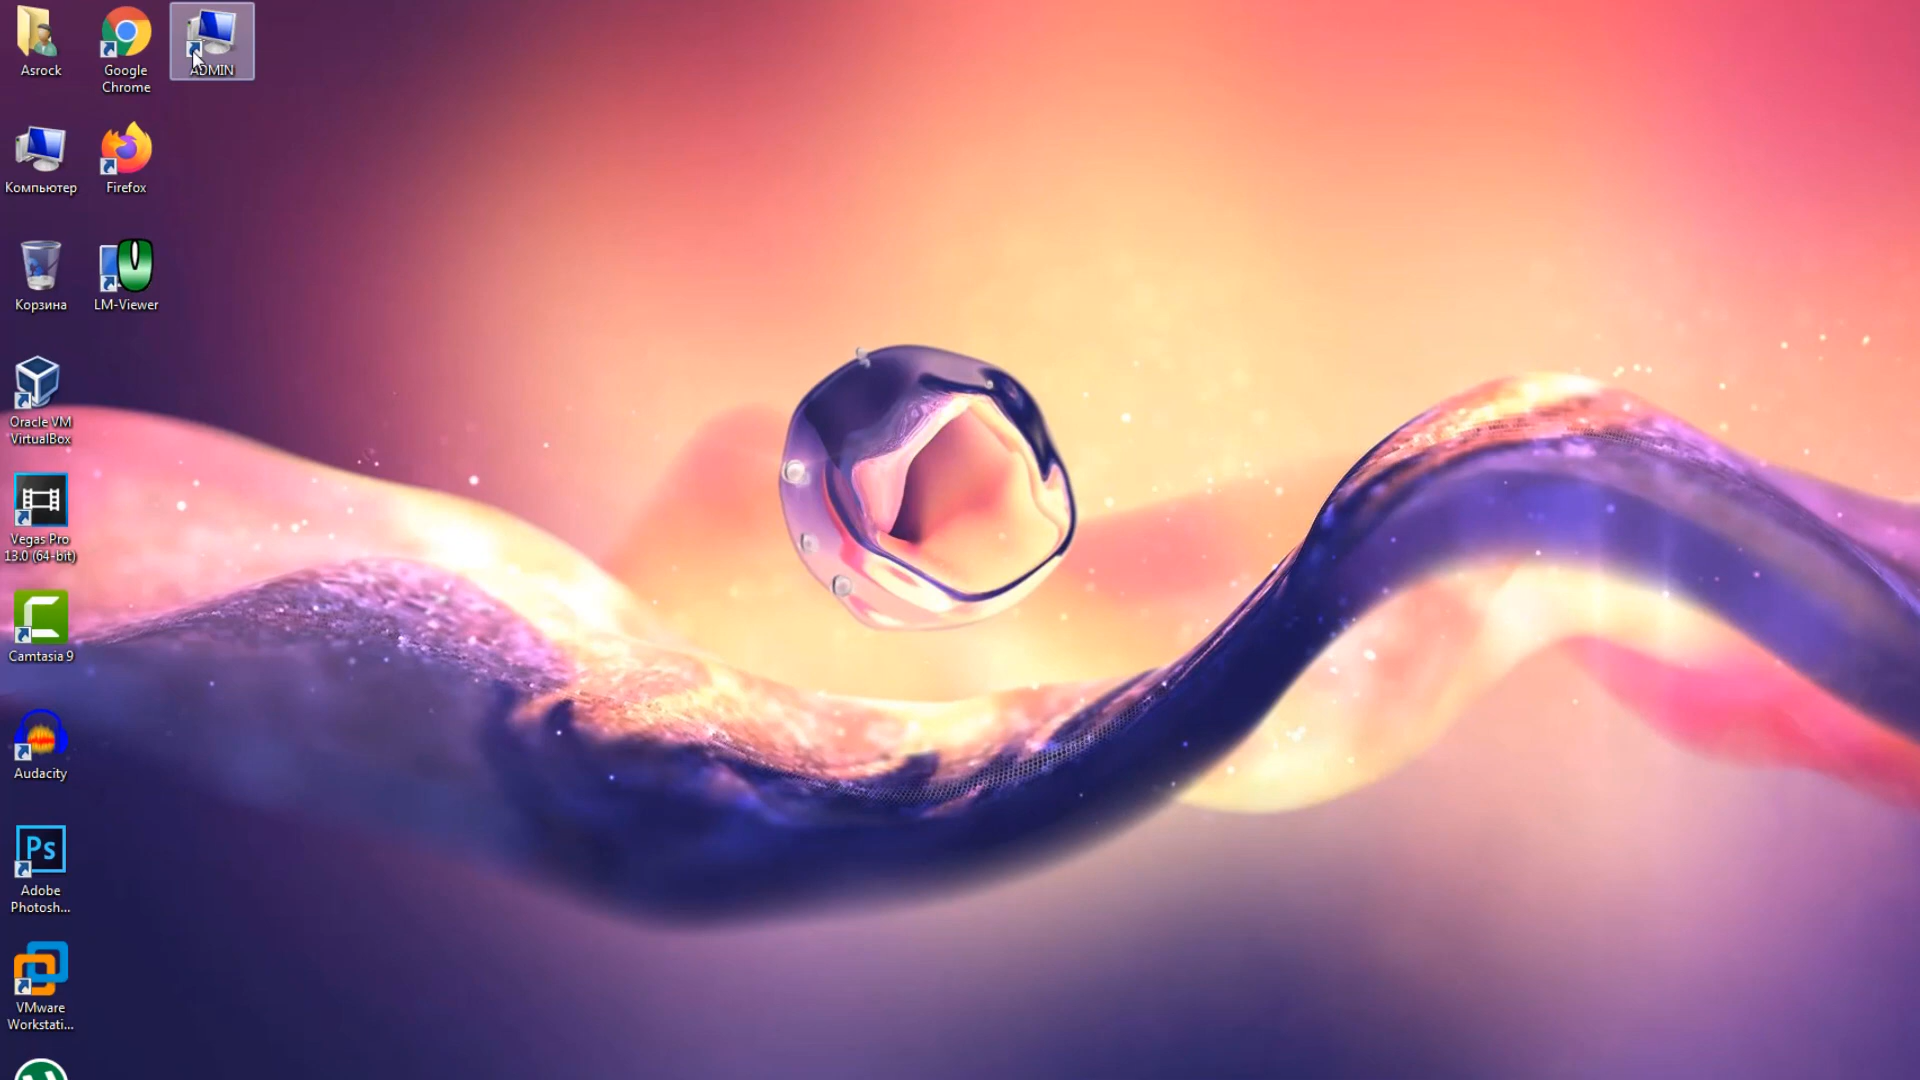 Asrock
Google
Chrome
ADMIN
Компьютер
Firefox
Корзина
LM-Viewer
Oracle VM
VirtualBox
Vegas Pro
13.0 (64-bit)
Camtasia 9
Audacity
Ps
Adobe
Photosh...
VMware
Workstati...